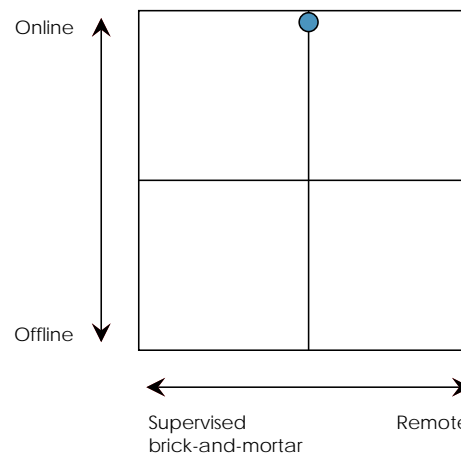 Online
Offline
Supervised
brick-and-mortar
Remote